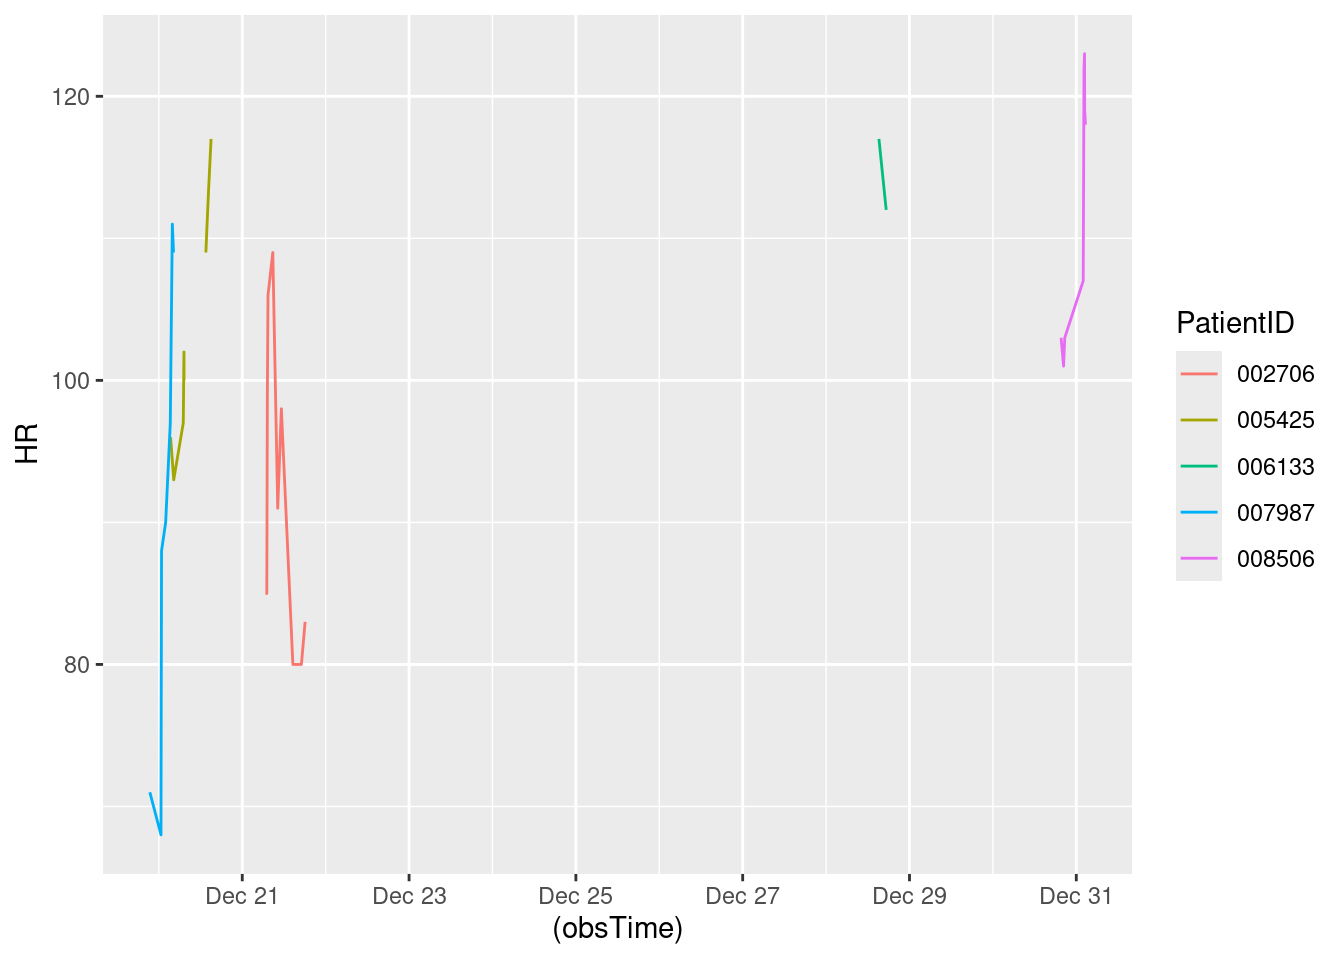 120
100
80
HR
Dec 21 Dec 23 Dec 25 Dec 27 Dec 29 Dec 31
(obsTime)
PatientID
002706
005425
006133
007987
008506